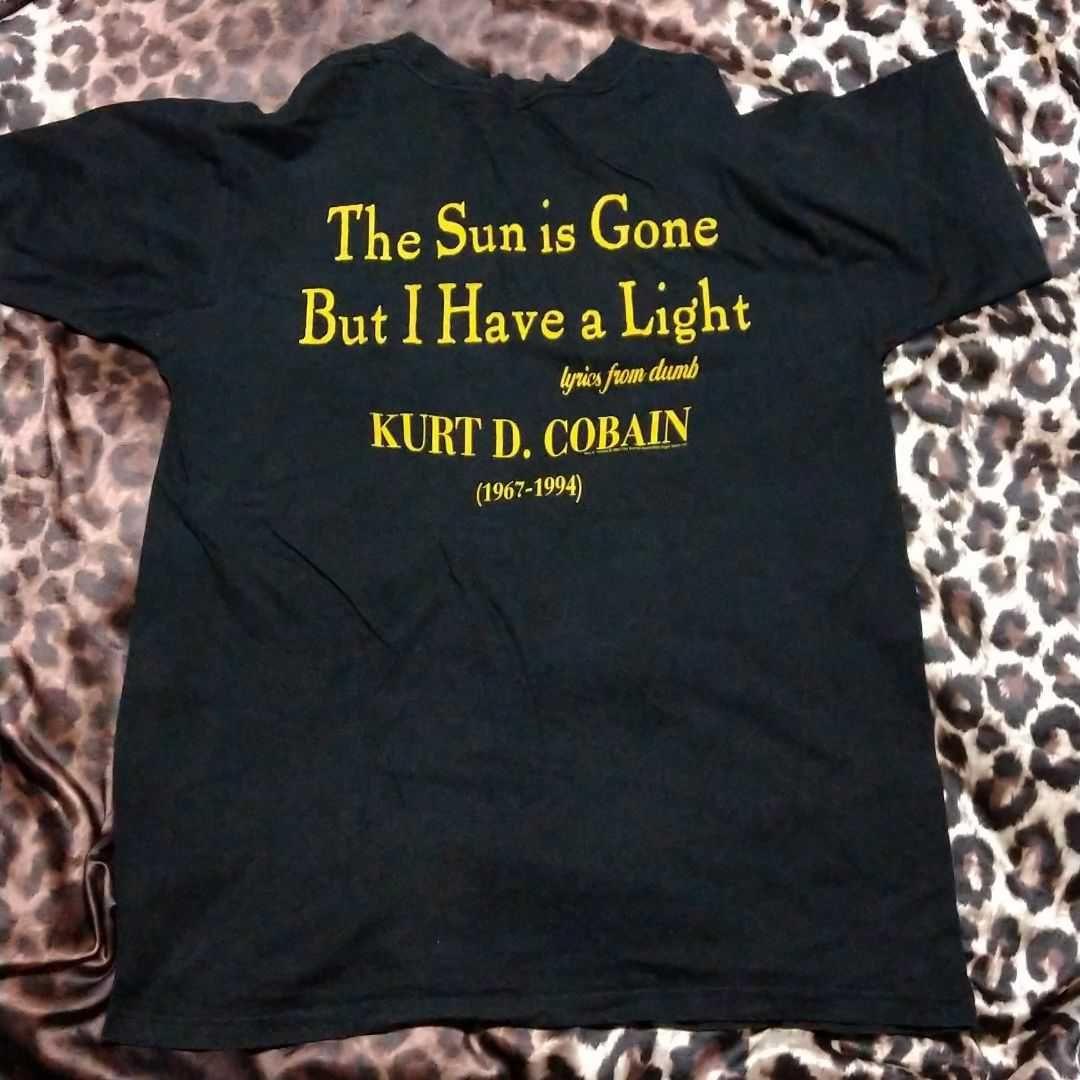 The Sun is Gone
But I Have a Light
lyrics from dumb
KURT D. COBAIN
(1967-1994)